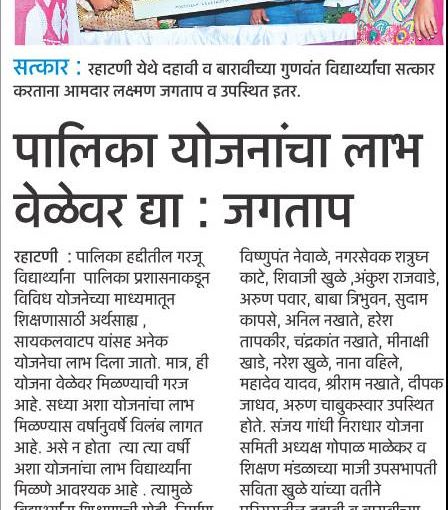 सत्कार : रहाटणी येथे दहावी व बारावीच्या गुणवंत विद्यार्थ्यांचा सत्कार
करताना आमदार लक्ष्मण जगताप व उपस्थित इतर.
पालिका योजनांचा लाभ
वेळेवर द्या : जगताप
रहाटणी : पालिका हद्दीतील गरजू
विद्यार्थ्यांना पालिका प्रशासनाकडून
विविध योजनेच्या माध्यमातून
शिक्षणासाठी अर्थसाह्य ,
सायकलवाटप यांसह अनेक
योजनेचा लाभ दिला जातो. मात्र, ही
योजना वेळेवर मिळण्याची गरज
आहे. सध्या अशा योजनांचा लाभ
मिळण्यास वर्षानुवर्षे विलंब लागत
आहे. असे न होता त्या त्या वर्षी
अशा योजनांचा लाभ विद्यार्थ्यांना
मिळणे आवश्यक आहे . त्यामुळे
विष्णुपंत नेवाळे, नगरसेवक शत्रुघ्न
काटे, शिवाजी खुळे ,अंकुश राजवाडे,
अरुण पवार, बाबा त्रिभुवन, सुदाम
कापसे, अनिल नखाते, हरेश
तापकीर, चंद्रकांत नखाते, मीनाक्षी
खाडे, नरेश खुळे, नाना वहिले,
महादेव यादव, श्रीराम नखाते, दीपक
जाधव, अरुण चाबुकस्वार उपस्थित
होते. संजय गांधी निराधार योजना
समिती अध्यक्ष गोपाळ माळेकर व
शिक्षण मंडळाच्या माजी उपसभापती
सविता खुळे यांच्या वतीने